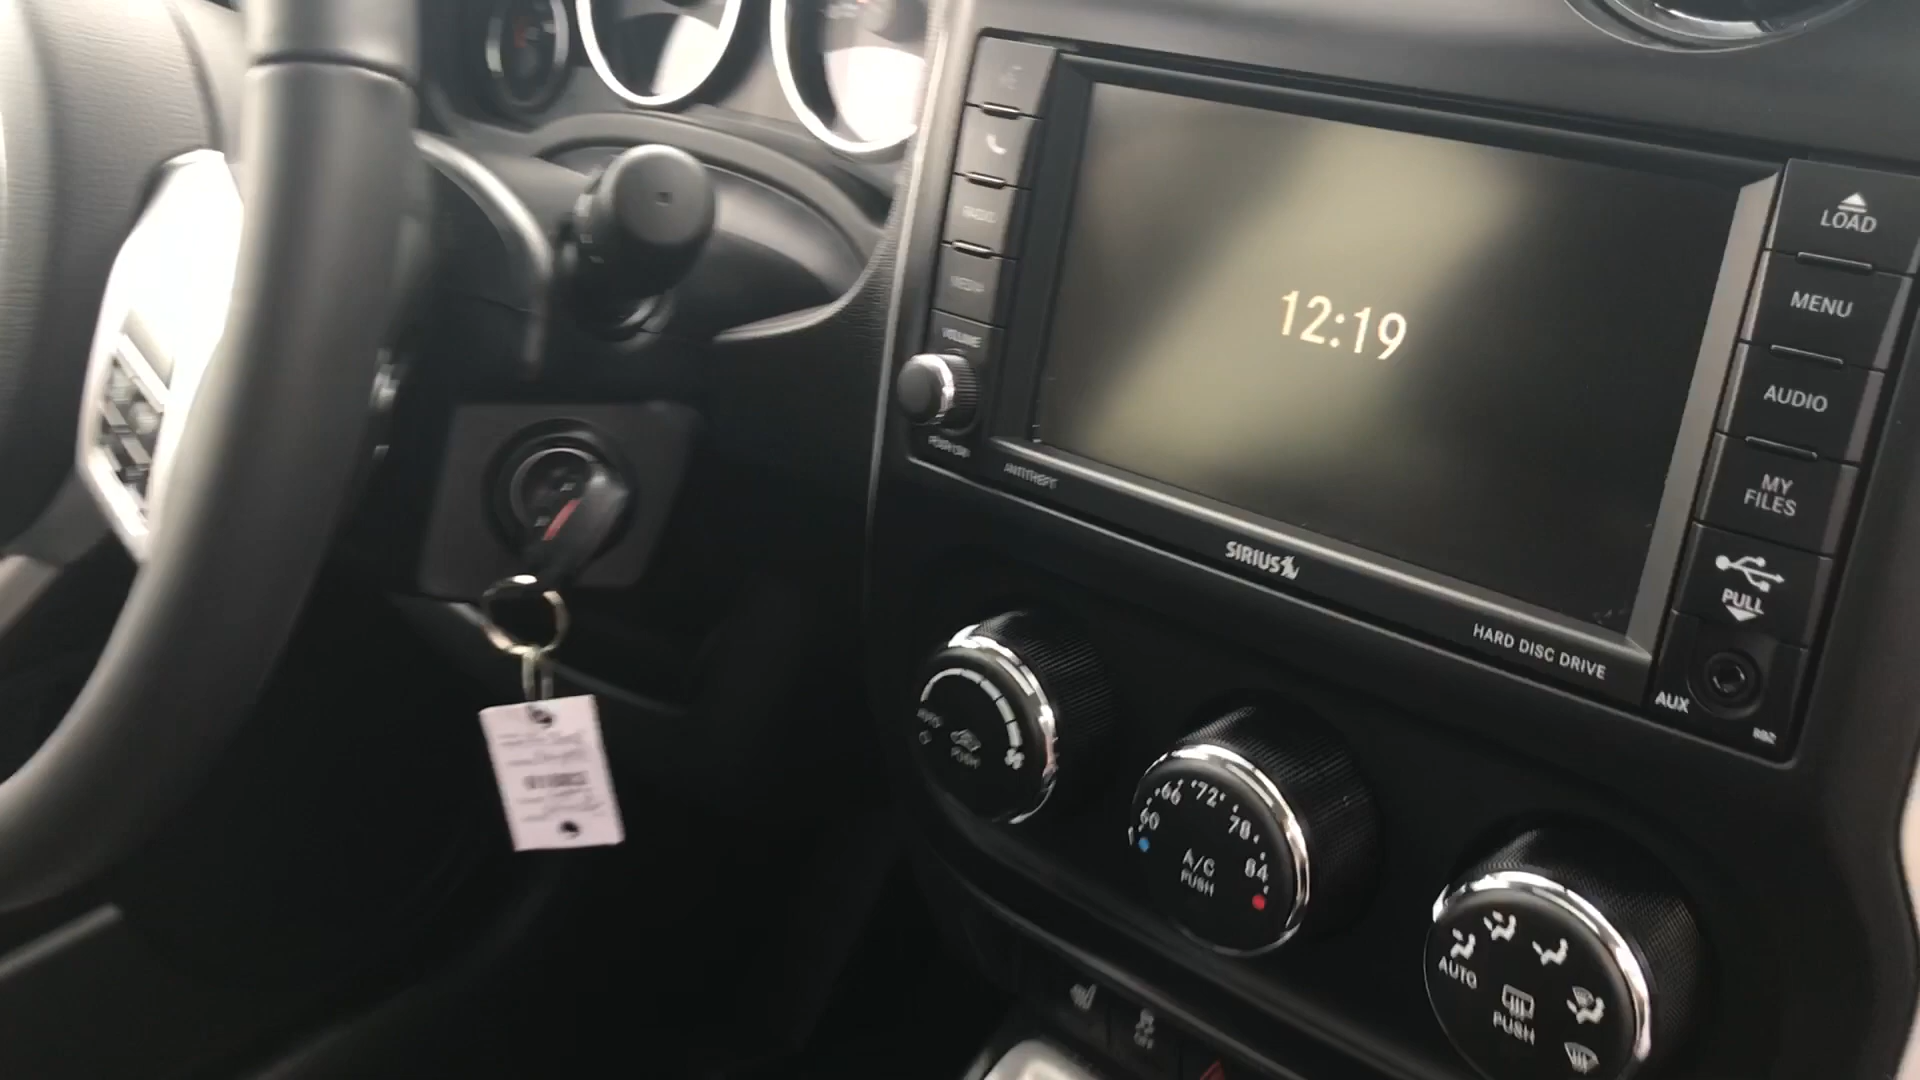 RADIO
MEDIA
VOLUME
ANTITHEFT
12:19
LOAD
MENU
AUDIO
MY
FILES
PULL
AUX
SIRIUS
HARD DISC DRIVE
AUTO
PUSH
60 66 72 78 84
A/C
PUSH
AUTO
PUSH
OFF